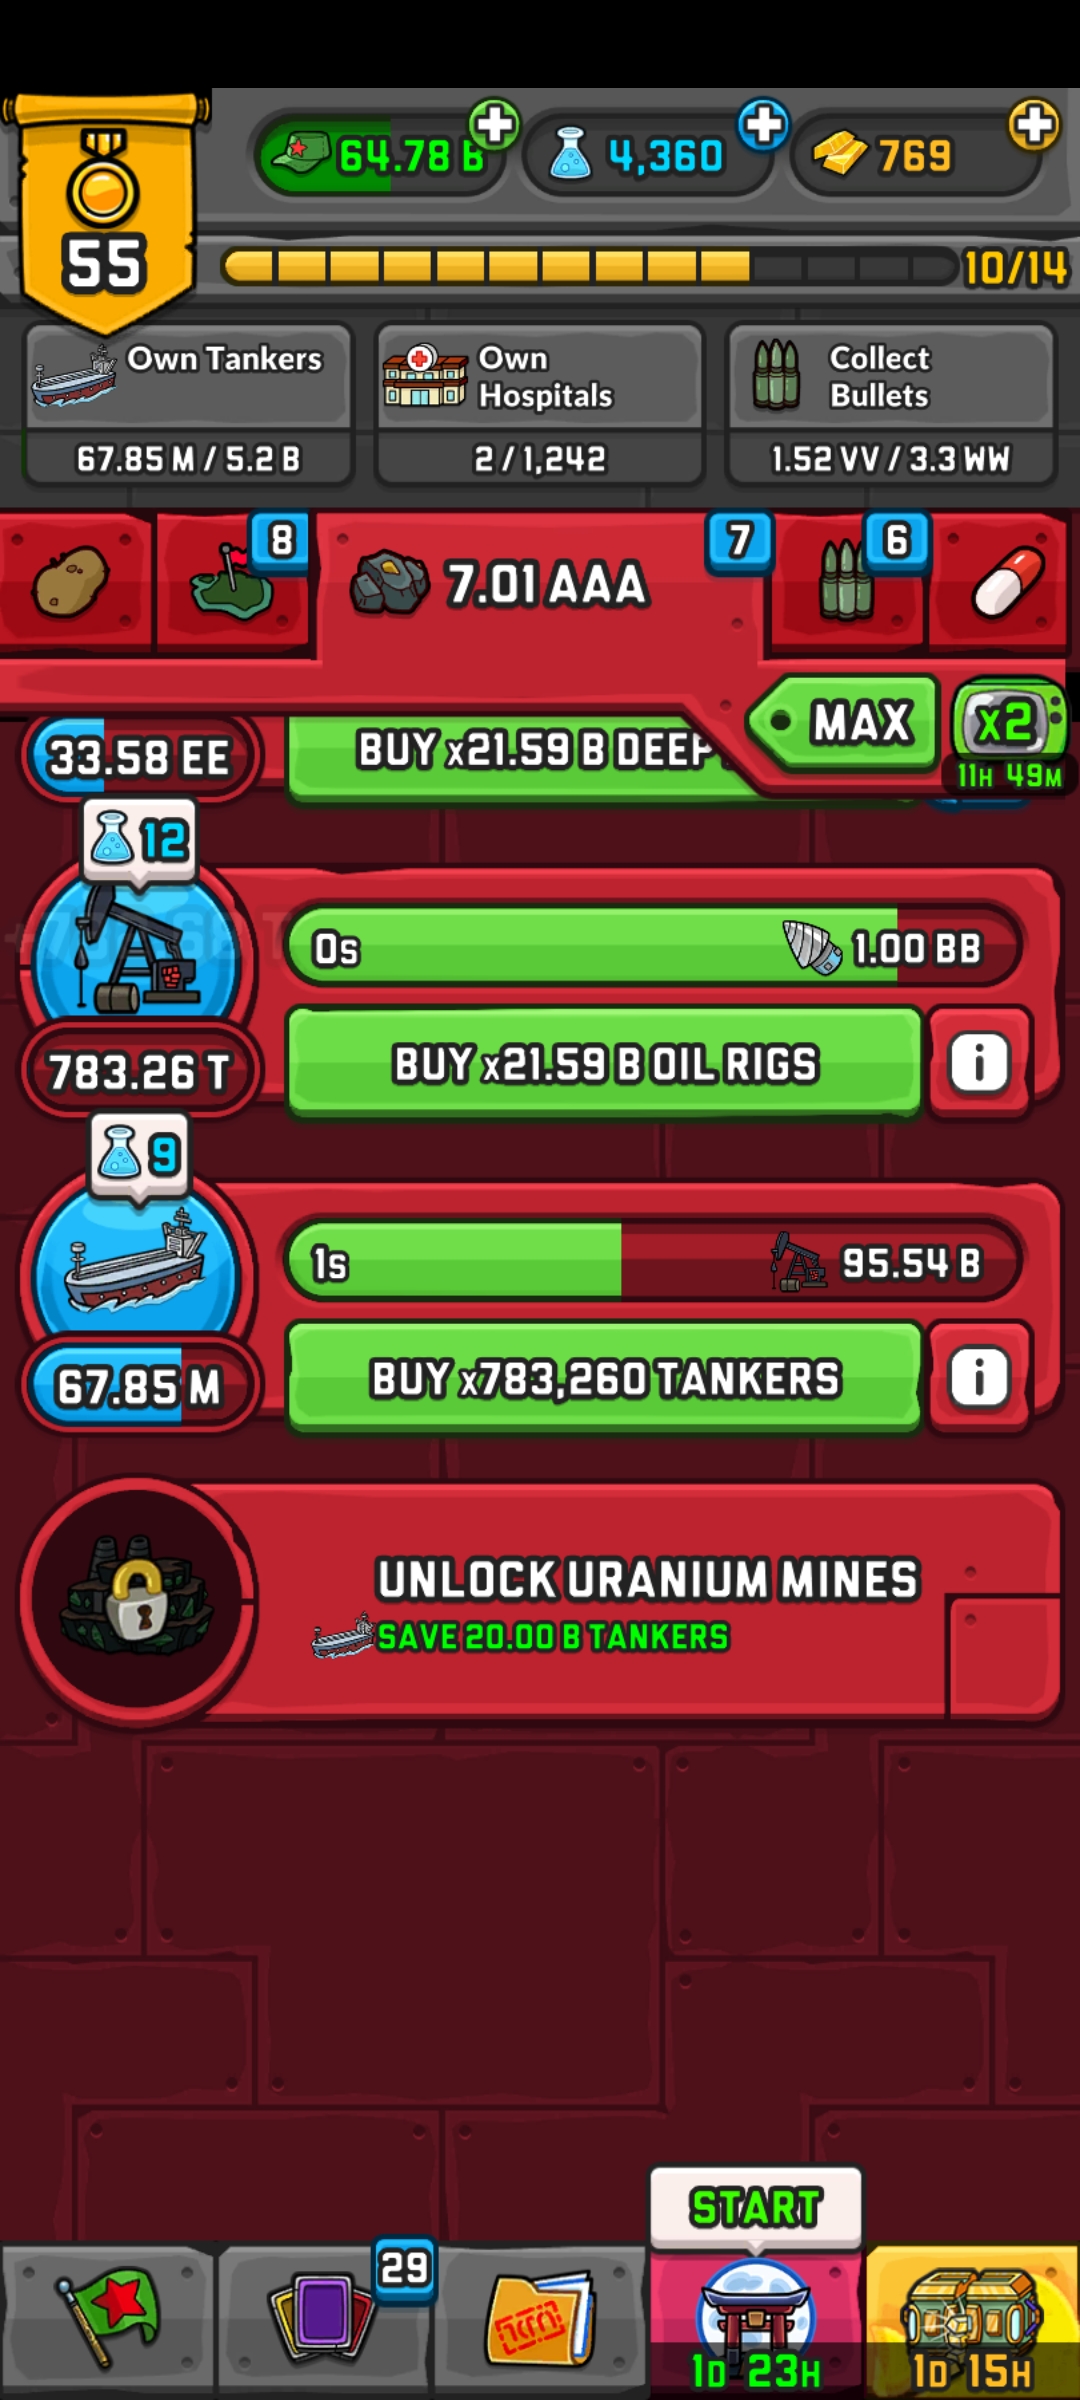 55
64.78 B
4,360
769
10/14
Own Tankers
67.85 M / 5.2 B
Own
Hospitals
2 / 1,242
Collect
Bullets
1.52 VV / 3.3 WW
8
7.01 AAA
7
6
MAX
x2
11H 49M
33.58 EE
BUY x21.59 B DEEP
12
0s
1.00 BB
783.26 T
BUY x21.59 B OIL RIGS
i
9
1s
95.54 B
67.85 M
BUY x783,260 TANKERS
i
UNLOCK URANIUM MINES
SAVE 20.00 B TANKERS
START
29
1D 23H
1D 15H